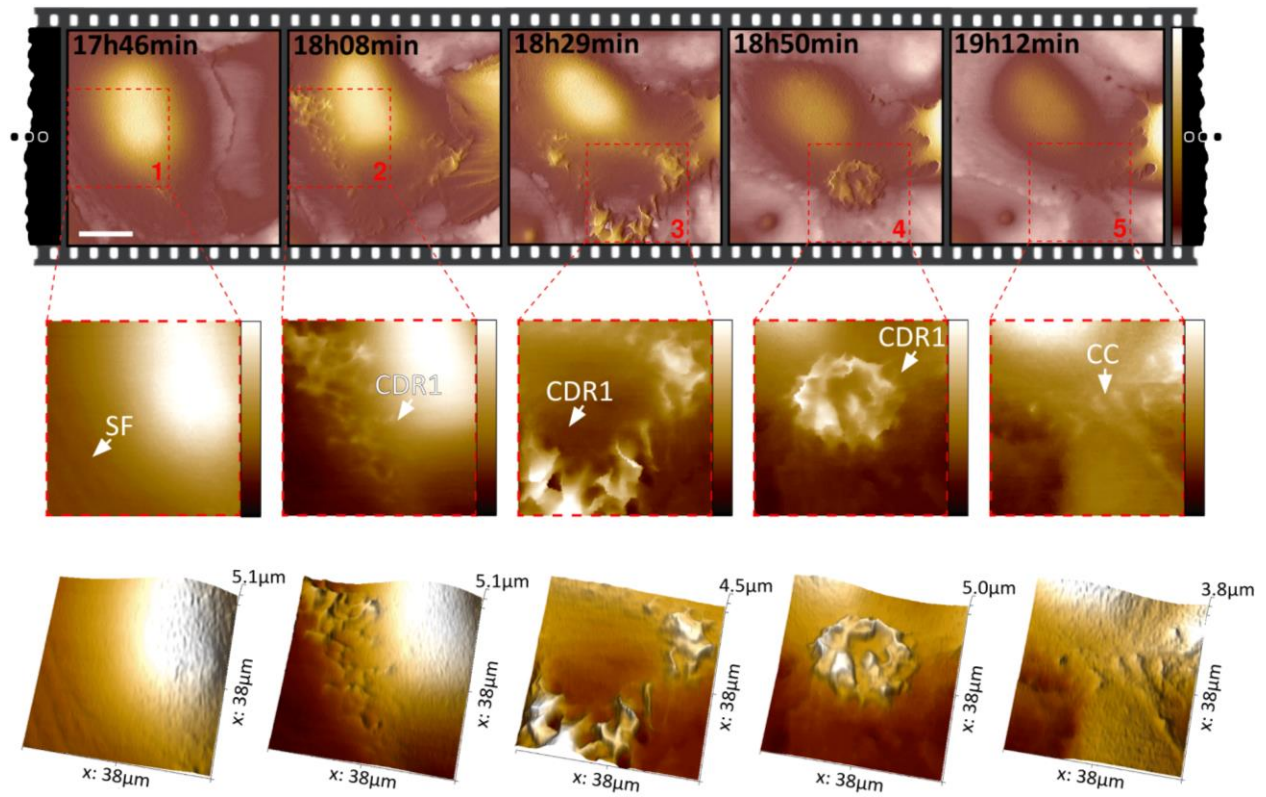 17h46min 18h08min 18h29min 18h50min 19h12min
1 2 3 4 5
SF CDR1 CDR1 CDR1 CC
5.1µm 5.1µm 4.5µm 5.0µm 3.8µm
x: 38µm x: 38µm x: 38µm x: 38µm x: 38µm
x: 38µm x: 38µm x: 38µm x: 38µm x: 38µm